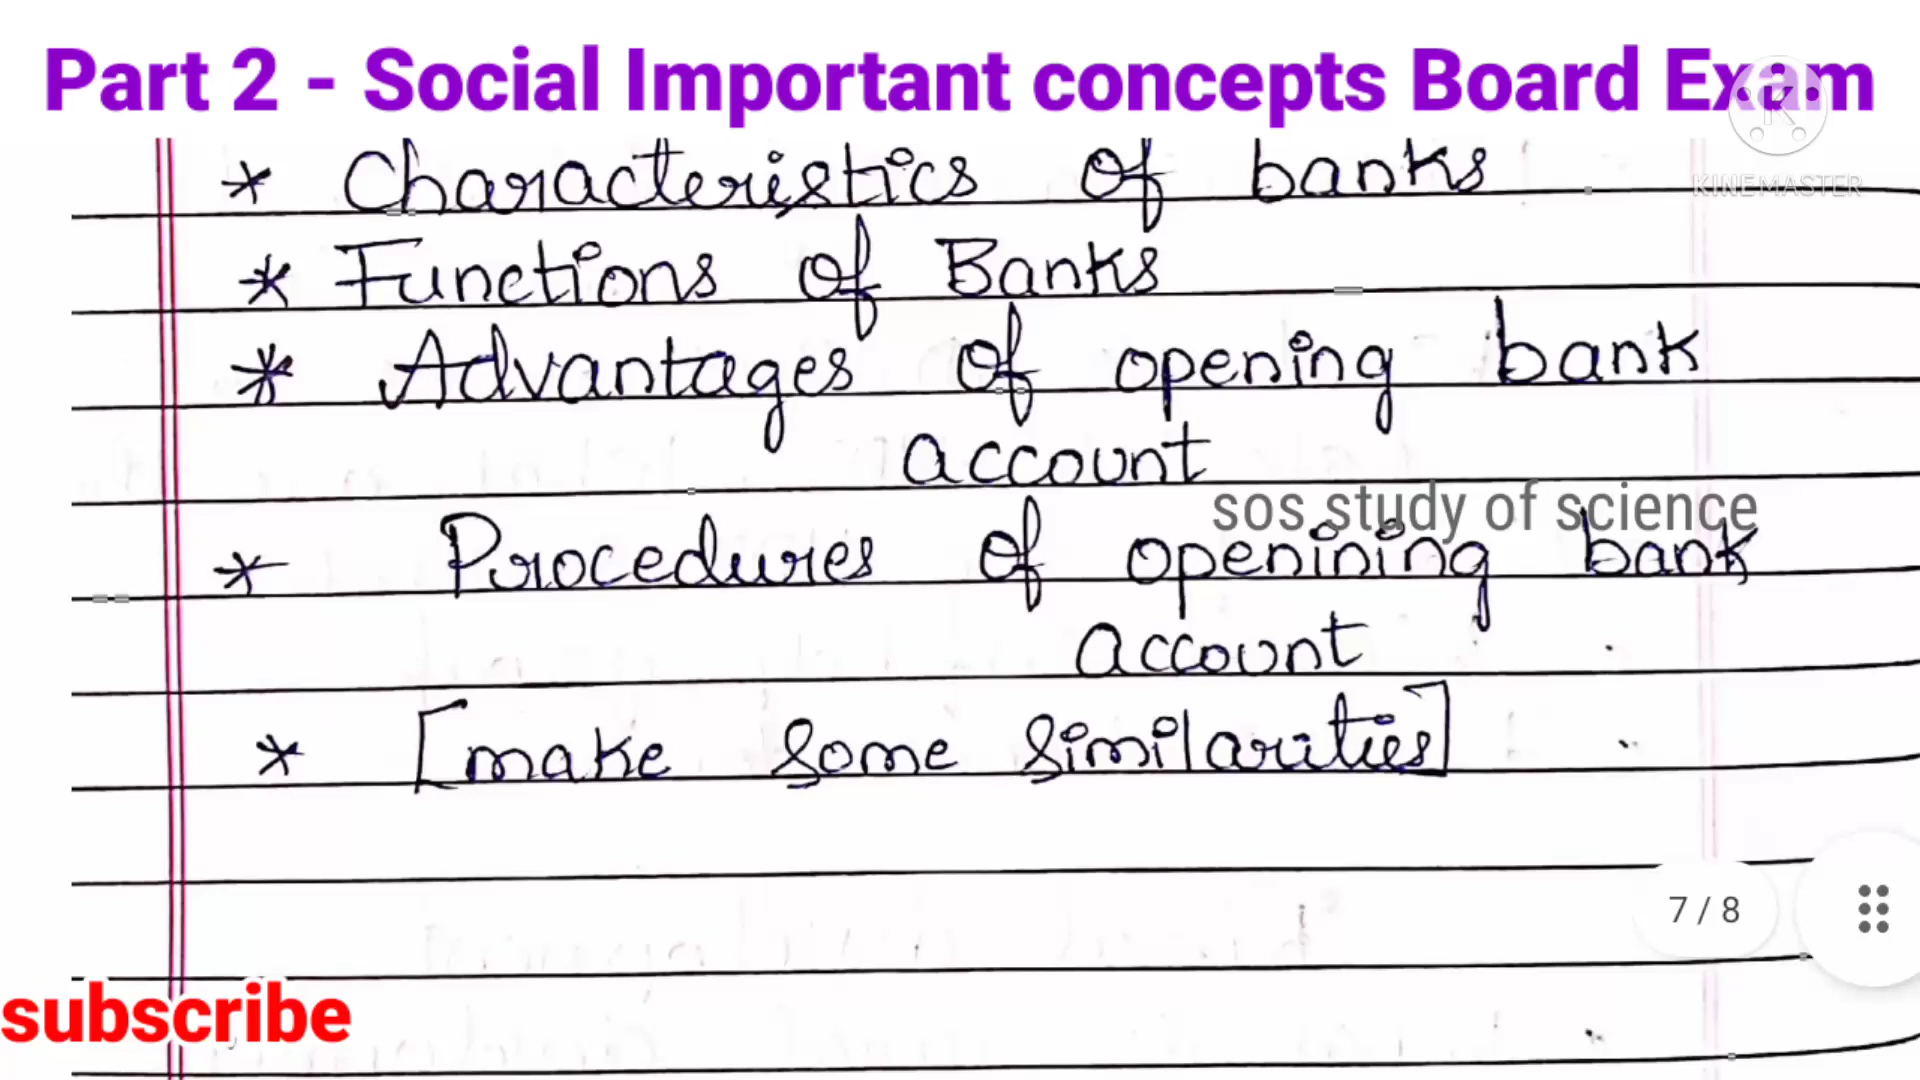 Part 2 - Social Important concepts Board Exam
KINEMASTER
* Characteristics of banks
* Functions of Banks
* Advantages of opening bank
account
sos study of science
* Procedures of openining bank
account
* [make some similarities]
7 / 8
subscribe